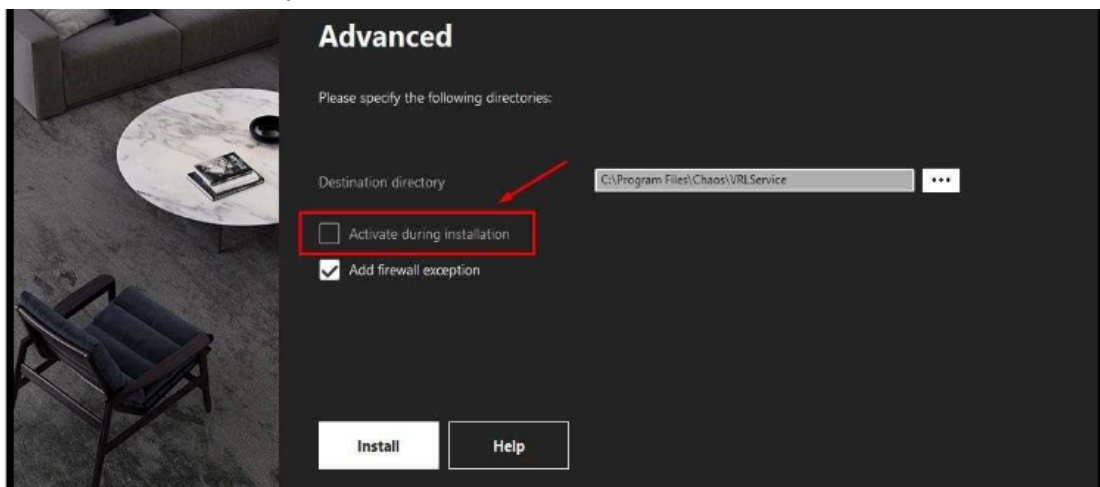 Advanced
Please specify the following directories:
Destination directory C:\Program Files\Chaos\VRLService ...
Activate during installation
Add firewall exception
Install Help